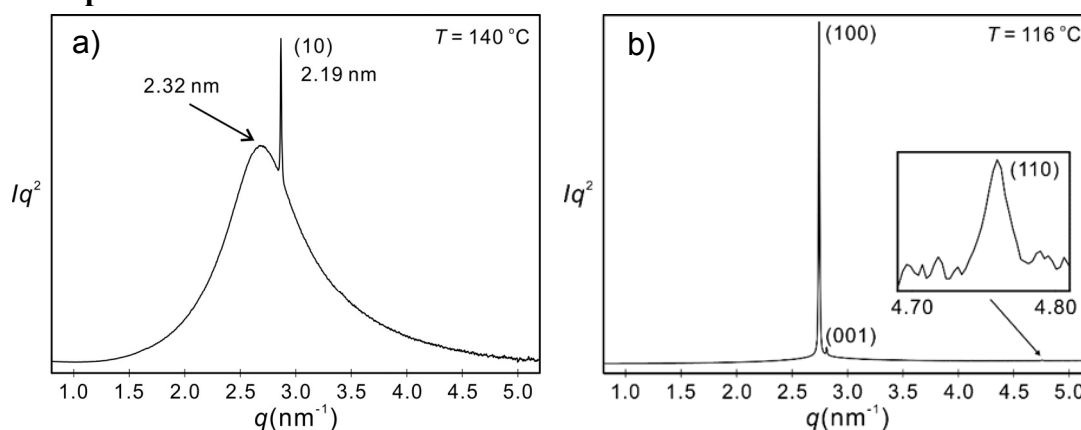 a)
T = 140 °C
(10)
2.19 nm
2.32 nm
Iq²
1.0 1.5 2.0 2.5 3.0 3.5 4.0 4.5 5.0
q(nm⁻¹)
b)
T = 116 °C
(100)
(110)
4.70 4.80
(001)
Iq²
1.0 1.5 2.0 2.5 3.0 3.5 4.0 4.5 5.0
q(nm⁻¹)